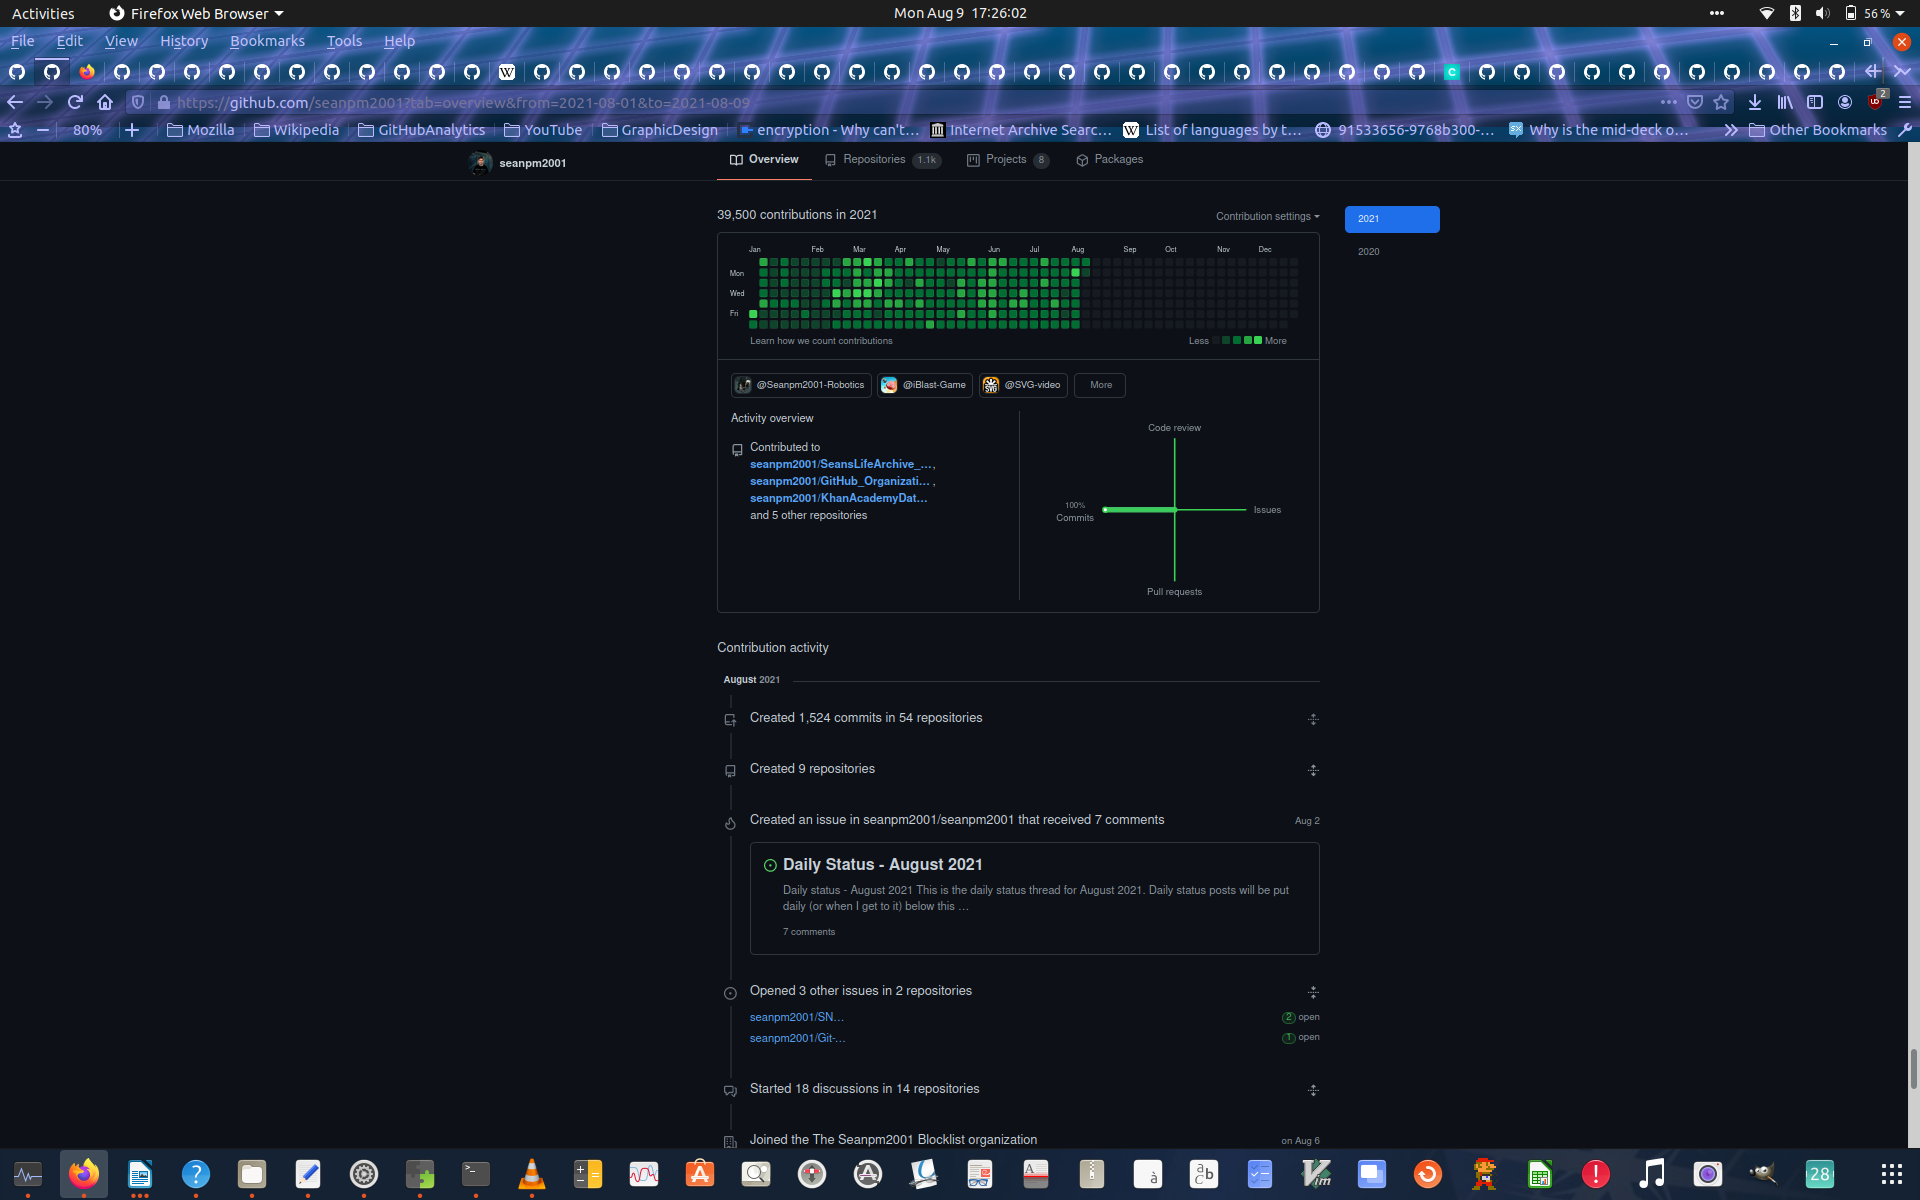 Activities Firefox Web Browser Mon Aug 9 17:26:02 56 %
File Edit View History Bookmarks Tools Help
https://github.com/seanpm2001?tab=overview&from=2021-08-01&to=2021-08-09 2
80% Mozilla Wikipedia GitHubAnalytics YouTube GraphicDesign encryption - Why can't… Internet Archive Searc… List of languages by t… 91533656-9768b300-… Why is the mid-deck o… Other Bookmarks
seanpm2001 Overview Repositories 1.1k Projects 8 Packages
39,500 contributions in 2021 Contribution settings 2021
2020
Jan Feb Mar Apr May Jun Jul Aug Sep Oct Nov Dec
Mon
Wed
Fri
Learn how we count contributions Less More
@Seanpm2001-Robotics @iBlast-Game @SVG-video More
Activity overview
Contributed to
seanpm2001/SeansLifeArchive_…,
seanpm2001/GitHub_Organizati… ,
seanpm2001/KhanAcademyDat…
and 5 other repositories
Code review
100%
Commits
Issues
Pull requests
Contribution activity
August 2021
Created 1,524 commits in 54 repositories
Created 9 repositories
Created an issue in seanpm2001/seanpm2001 that received 7 comments Aug 2
Daily Status - August 2021
Daily status - August 2021 This is the daily status thread for August 2021. Daily status posts will be put
daily (or when I get to it) below this …
7 comments
Opened 3 other issues in 2 repositories
seanpm2001/SN… 2 open
seanpm2001/Git-… 1 open
Started 18 discussions in 14 repositories
Joined the The Seanpm2001 Blocklist organization on Aug 6
28